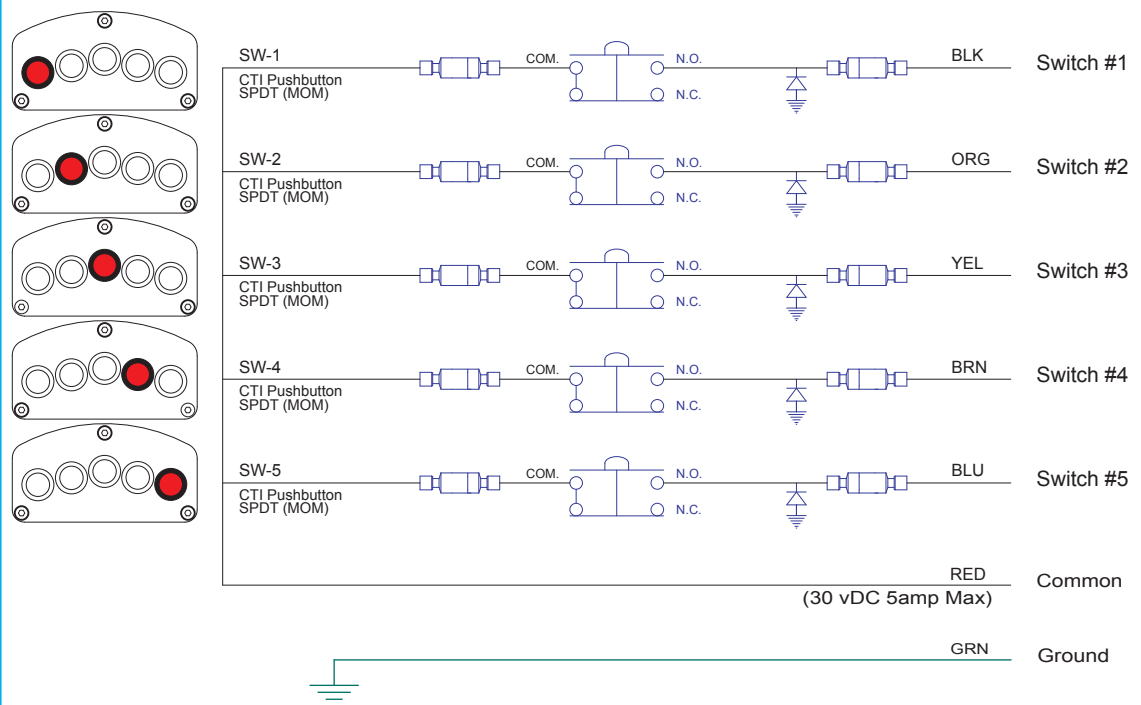 SW-1
CTI Pushbutton
SPDT (MOM)
COM.
N.O.
N.C.
BLK
Switch #1
SW-2
CTI Pushbutton
SPDT (MOM)
COM.
N.O.
N.C.
ORG
Switch #2
SW-3
CTI Pushbutton
SPDT (MOM)
COM.
N.O.
N.C.
YEL
Switch #3
SW-4
CTI Pushbutton
SPDT (MOM)
COM.
N.O.
N.C.
BRN
Switch #4
SW-5
CTI Pushbutton
SPDT (MOM)
COM.
N.O.
N.C.
BLU
Switch #5
RED
Common
(30 vDC 5amp Max)
GRN
Ground